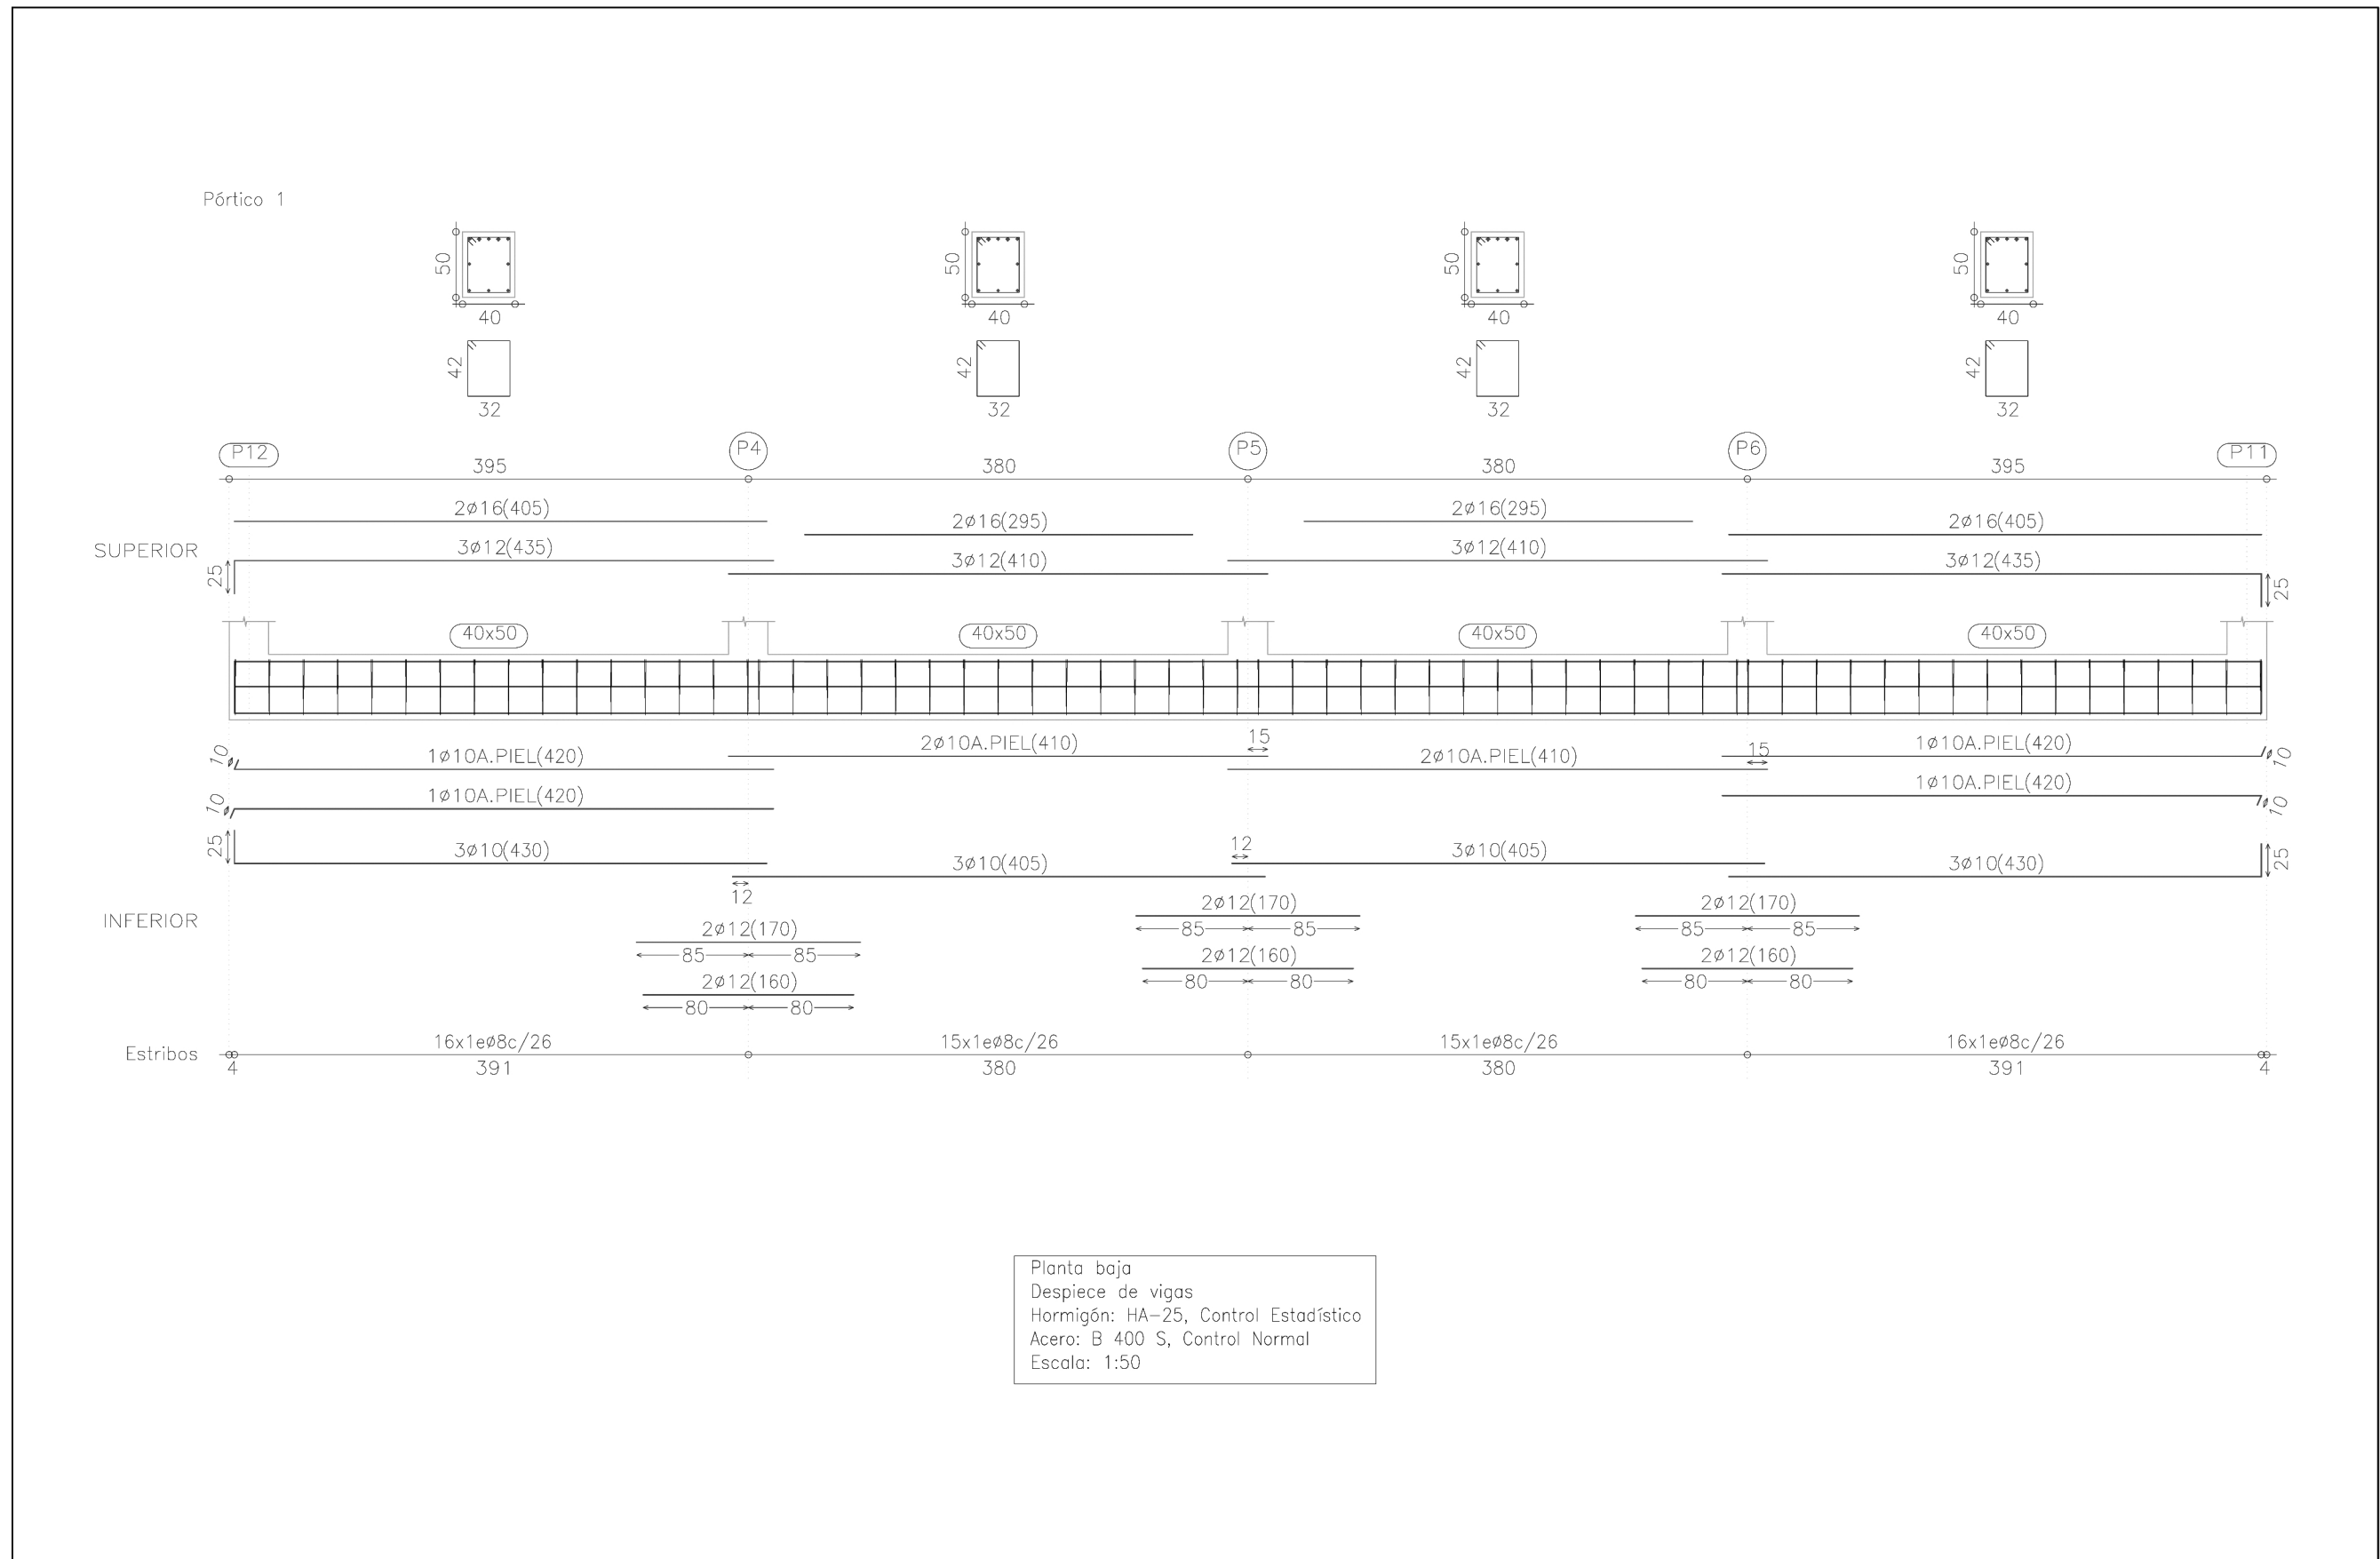 Pórtico 1
50 50 50 50
40 40 40 40
42 42 42 42
32 32 32 32
P12 P4 P5 P6 P11
395 380 380 395
2ø16(405) 2ø16(295) 2ø16(295) 2ø16(405)
SUPERIOR
3ø12(435) 3ø12(410) 3ø12(410) 3ø12(435)
25 25
40x50 40x50 40x50 40x50
10 1ø10A.PIEL(420) 2ø10A.PIEL(410) 15 2ø10A.PIEL(410) 15 1ø10A.PIEL(420) 10
10 1ø10A.PIEL(420) 1ø10A.PIEL(420) 10
25 3ø10(430) 3ø10(405) 12 3ø10(405) 3ø10(430) 25
12
INFERIOR
2ø12(170) 2ø12(170) 2ø12(170)
85 85 85 85 85 85
2ø12(160) 2ø12(160) 2ø12(160)
80 80 80 80 80 80
Estribos
16x1eø8c/26 15x1eø8c/26 15x1eø8c/26 16x1eø8c/26
4 391 380 380 391 4
Planta baja
Despiece de vigas
Hormigón: HA-25, Control Estadístico
Acero: B 400 S, Control Normal
Escala: 1:50